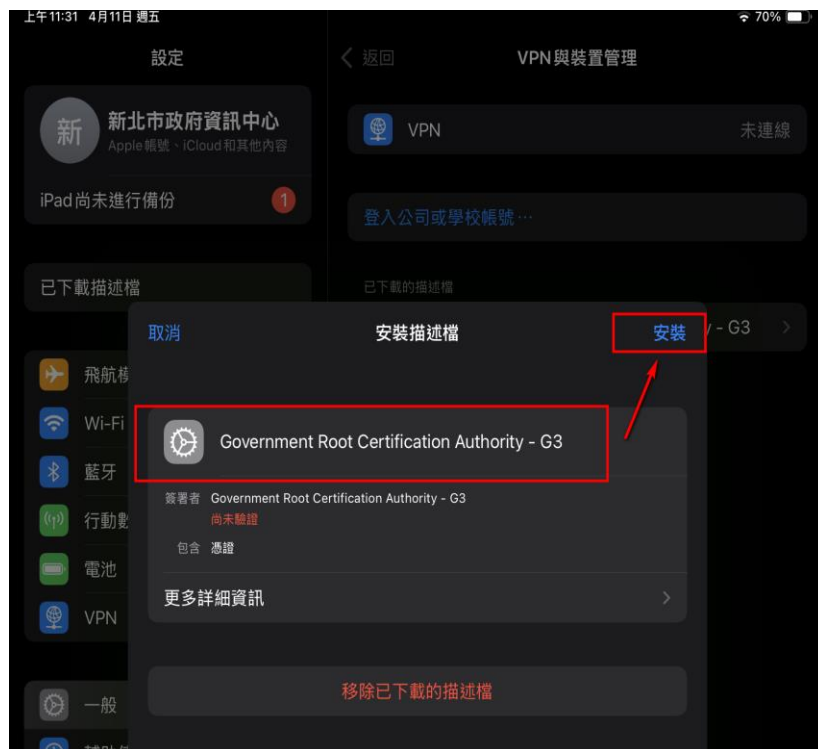 上午11:31 4月11日 週五
70%
設定
返回
VPN與裝置管理
新
新北市政府資訊中心
Apple帳號、iCloud和其他內容
VPN
未連線
iPad尚未進行備份
1
登入公司或學校帳號…
已下載描述檔
已下載的描述檔
取消
安裝描述檔
安裝
- G3
飛航模
Wi-Fi
Government Root Certification Authority - G3
藍牙
簽署者 Government Root Certification Authority - G3
尚未驗證
行動數
包含 憑證
電池
更多詳細資訊
VPN
移除已下載的描述檔
一般